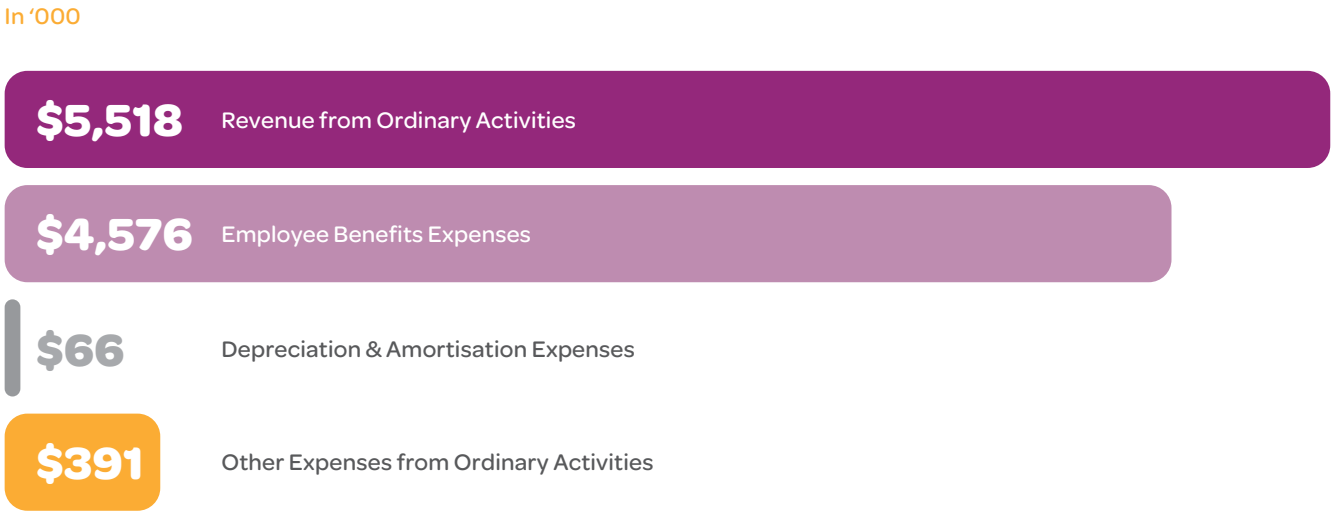 In ‘000
$5,518 Revenue from Ordinary Activities
$4,576 Employee Benefits Expenses
$66 Depreciation & Amortisation Expenses
$391 Other Expenses from Ordinary Activities